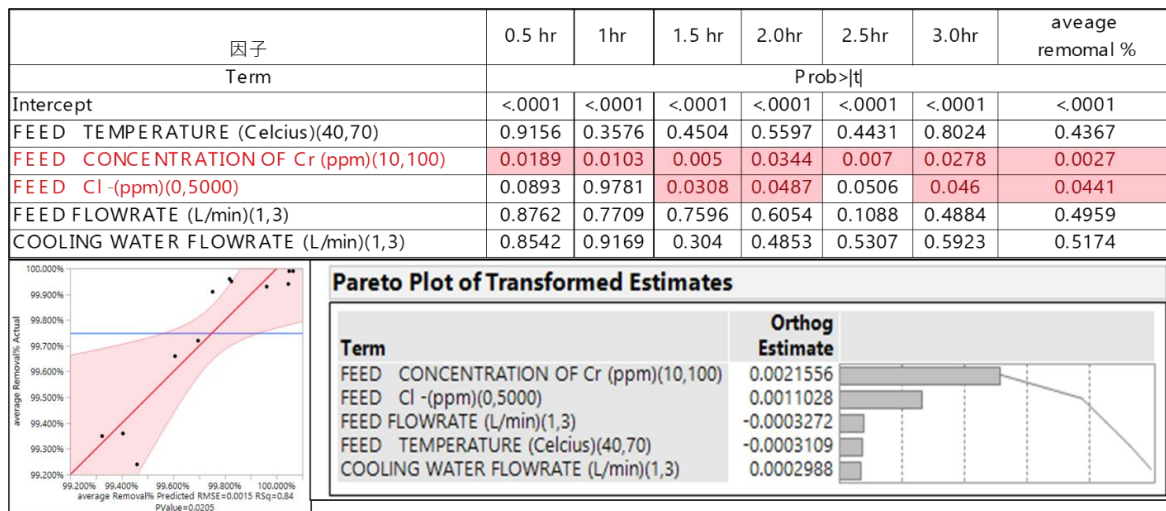 因子 0.5 hr 1hr 1.5 hr 2.0hr 2.5hr 3.0hr aveage remomal %
Term Prob>|t|
Intercept <.0001 <.0001 <.0001 <.0001 <.0001 <.0001 <.0001
FEED TEMPERATURE (Celcius)(40,70) 0.9156 0.3576 0.4504 0.5597 0.4431 0.8024 0.4367
FEED CONCENTRATION OF Cr (ppm)(10,100) 0.0189 0.0103 0.005 0.0344 0.007 0.0278 0.0027
FEED Cl -(ppm)(0,5000) 0.0893 0.9781 0.0308 0.0487 0.0506 0.046 0.0441
FEED FLOWRATE (L/min)(1,3) 0.8762 0.7709 0.7596 0.6054 0.1088 0.4884 0.4959
COOLING WATER FLOWRATE (L/min)(1,3) 0.8542 0.9169 0.304 0.4853 0.5307 0.5923 0.5174
average Removal% Actual
100.000%
99.900%
99.800%
99.700%
99.600%
99.500%
99.400%
99.300%
99.200%
99.200% 99.400% 99.600% 99.800% 100.000%
average Removal% Predicted RMSE=0.0015 RSq=0.84
PValue=0.0205
Pareto Plot of Transformed Estimates
Term Orthog Estimate
FEED CONCENTRATION OF Cr (ppm)(10,100) 0.0021556
FEED Cl -(ppm)(0,5000) 0.0011028
FEED FLOWRATE (L/min)(1,3) -0.0003272
FEED TEMPERATURE (Celcius)(40,70) -0.0003109
COOLING WATER FLOWRATE (L/min)(1,3) 0.0002988